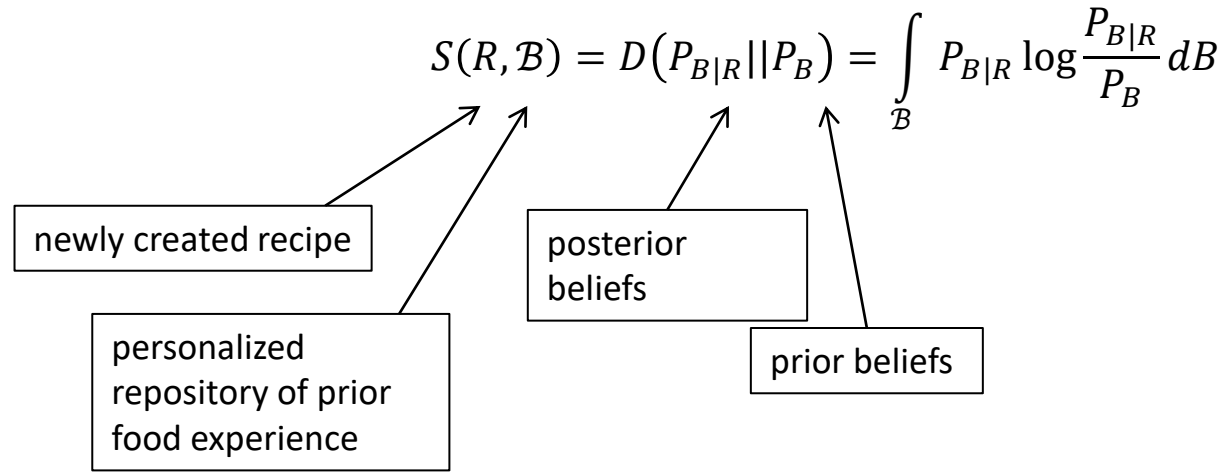 S(R, ℬ) = D(P_{B|R}||P_B) = ∫_ℬ P_{B|R} log P_{B|R}/P_B dB
newly created recipe
posterior
beliefs
personalized
repository of prior
food experience
prior beliefs